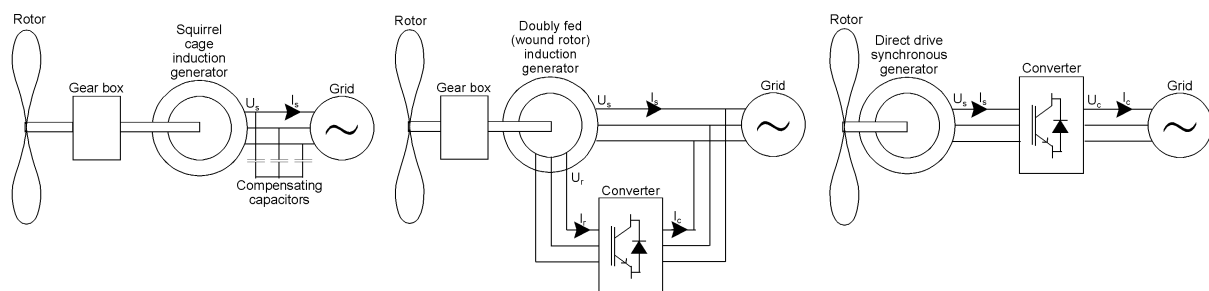 Rotor
Squirrel
cage
induction
generator
Gear box
Us
Is
Grid
Compensating
capacitors
Rotor
Doubly fed
(wound rotor)
induction
generator
Gear box
Us
Is
Grid
Ur
Converter
Ir
Ic
Rotor
Direct drive
synchronous
generator
Converter
Grid
Us
Is
Uc
Ic